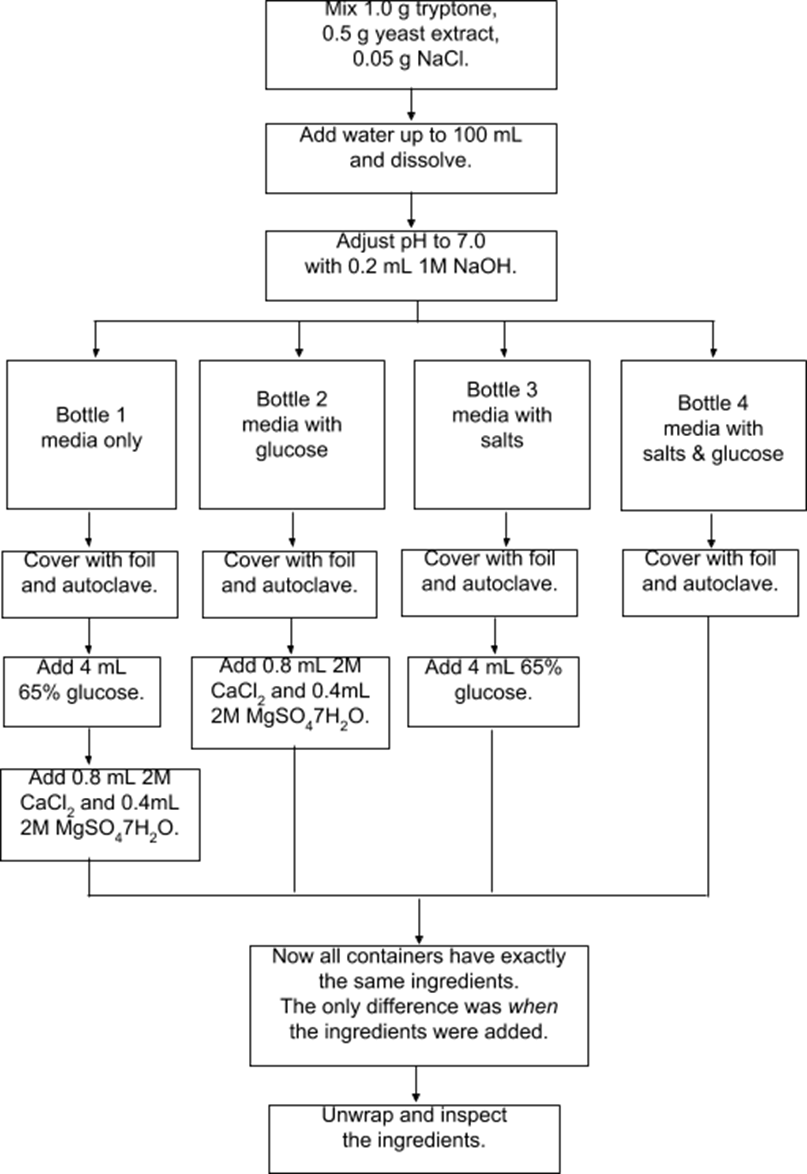 Mix 1.0 g tryptone,
0.5 g yeast extract,
0.05 g NaCl.
Add water up to 100 mL
and dissolve.
Adjust pH to 7.0
with 0.2 mL 1M NaOH.
Bottle 1
media only
Bottle 2
media with
glucose
Bottle 3
media with
salts
Bottle 4
media with
salts & glucose
Cover with foil
and autoclave.
Cover with foil
and autoclave.
Cover with foil
and autoclave.
Cover with foil
and autoclave.
Add 4 mL
65% glucose.
Add 0.8 mL 2M
CaCl₂ and 0.4mL
2M MgSO₄7H₂O.
Add 4 mL 65%
glucose.
Add 0.8 mL 2M
CaCl₂ and 0.4mL
2M MgSO₄7H₂O.
Now all containers have exactly
the same ingredients.
The only difference was when
the ingredients were added.
Unwrap and inspect
the ingredients.